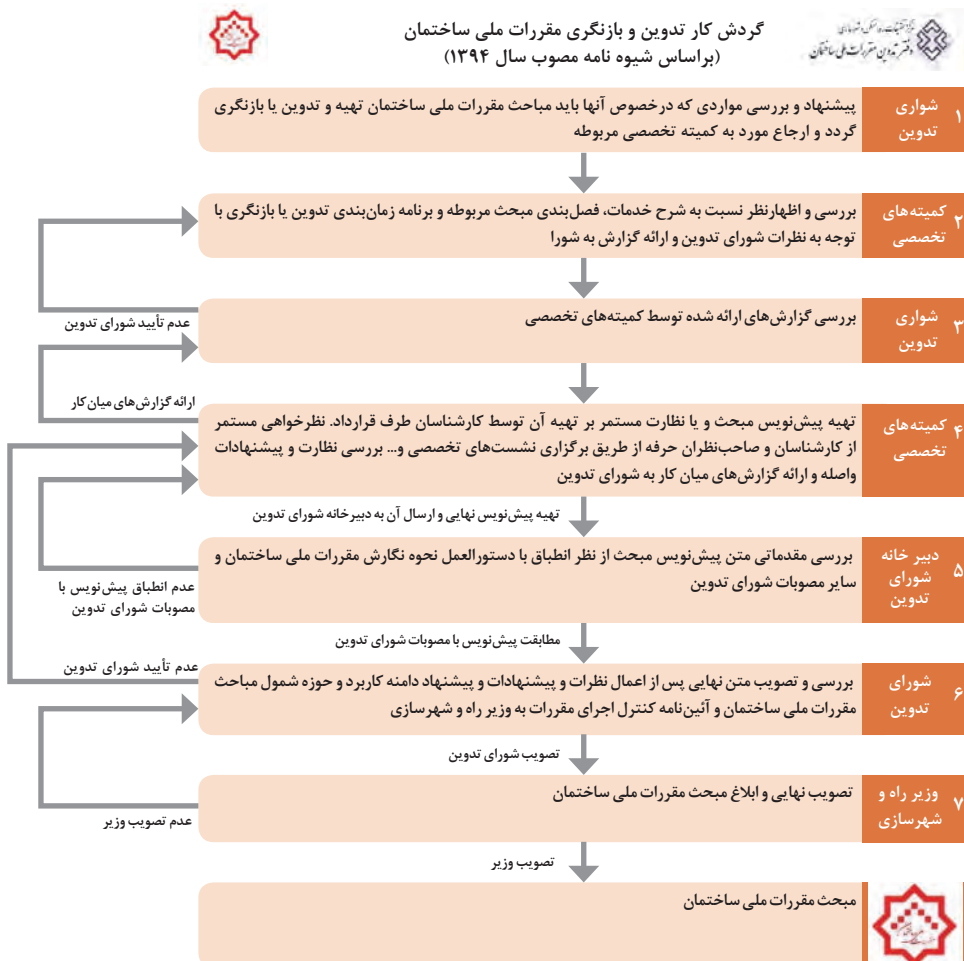 گردش کار تدوین و بازنگری مقررات ملی ساختمان
(براساس شیوه نامه مصوب سال ۱۳۹۴)
دفتر تدوین مقررات ملی ساختمان
۱
شواری
تدوین
پیشنهاد و بررسی مواردی که درخصوص آنها باید مباحث مقررات ملی ساختمان تهیه و تدوین یا بازنگری
گردد و ارجاع مورد به کمیته تخصصی مربوطه
۲
کمیته‌های
تخصصی
بررسی و اظهارنظر نسبت به شرح خدمات، فصل‌بندی مبحث مربوطه و برنامه زمان‌بندی تدوین یا بازنگری با
توجه به نظرات شورای تدوین و ارائه گزارش به شورا
عدم تأیید شورای تدوین
۳
شواری
تدوین
بررسی گزارش‌های ارائه شده توسط کمیته‌های تخصصی
ارائه گزارش‌های میان‌کار
۴
کمیته‌های
تخصصی
تهیه پیش‌نویس مبحث و یا نظارت مستمر بر تهیه آن توسط کارشناسان طرف قرارداد. نظرخواهی مستمر
از کارشناسان و صاحب‌نظران حرفه از طریق برگزاری نشست‌های تخصصی و... بررسی نظارت و پیشنهادات
واصله و ارائه گزارش‌های میان کار به شورای تدوین
تهیه پیش‌نویس نهایی و ارسال آن به دبیرخانه شورای تدوین
۵
دبیر خانه
شورای
تدوین
بررسی مقدماتی متن پیش‌نویس مبحث از نظر انطباق با دستورالعمل نحوه نگارش مقررات ملی ساختمان و
سایر مصوبات شورای تدوین
عدم انطباق پیش‌نویس با
مصوبات شورای تدوین
مطابقت پیش‌نویس با مصوبات شورای تدوین
عدم تأیید شورای تدوین
۶
شورای
تدوین
بررسی و تصویب متن نهایی پس از اعمال نظرات و پیشنهادات و پیشنهاد دامنه کاربرد و حوزه شمول مباحث
مقررات ملی ساختمان و آئین‌نامه کنترل اجرای مقررات به وزیر راه و شهرسازی
تصویب شورای تدوین
۷
وزیر راه و
شهرسازی
تصویب نهایی و ابلاغ مبحث مقررات ملی ساختمان
عدم تصویب وزیر
تصویب وزیر
مبحث مقررات ملی ساختمان